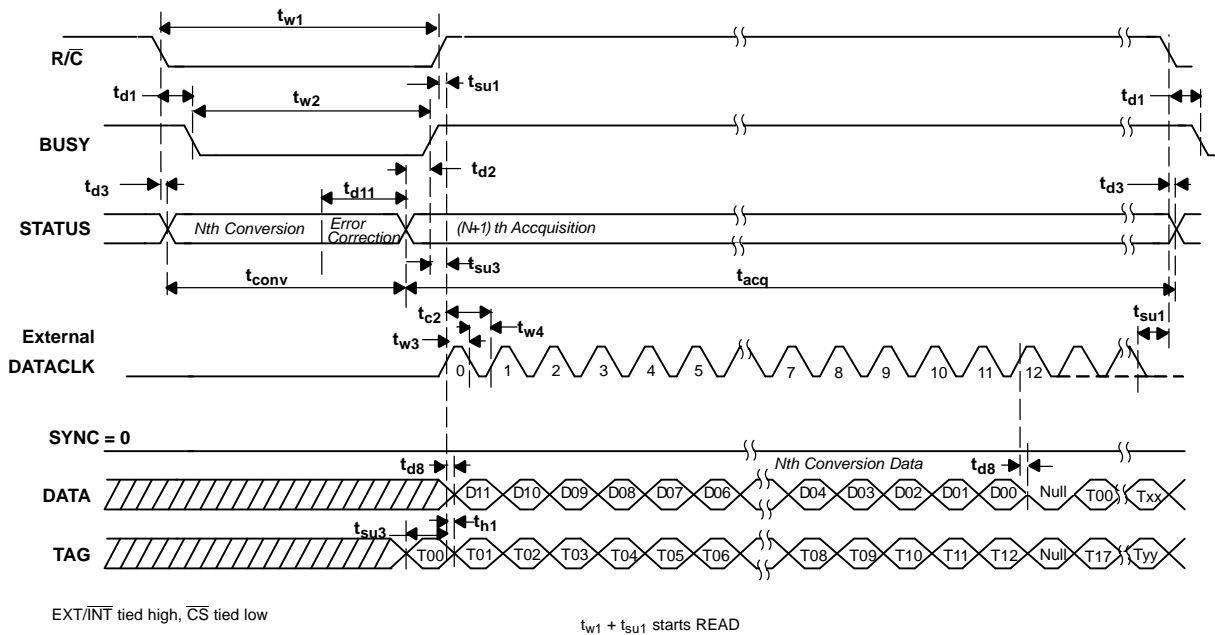 tw1
R/C
tsu1
td1
tw2
td1
BUSY
td2
td3
td11
td3
STATUS
Nth Conversion
Error
Correction
(N+1) th Accquisition
tsu3
tconv
tacq
tc2
tsu1
External
tw3
tw4
DATACLK
0 1 2 3 4 5 7 8 9 10 11 12
SYNC = 0
td8
Nth Conversion Data
td8
DATA
D11 D10 D09 D08 D07 D06 D04 D03 D02 D01 D00 Null T00 Txx
tsu3
th1
TAG
T00 T01 T02 T03 T04 T05 T06 T08 T09 T10 T11 T12 Null T17 Tyy
EXT/INT tied high, CS tied low
tw1 + tsu1 starts READ